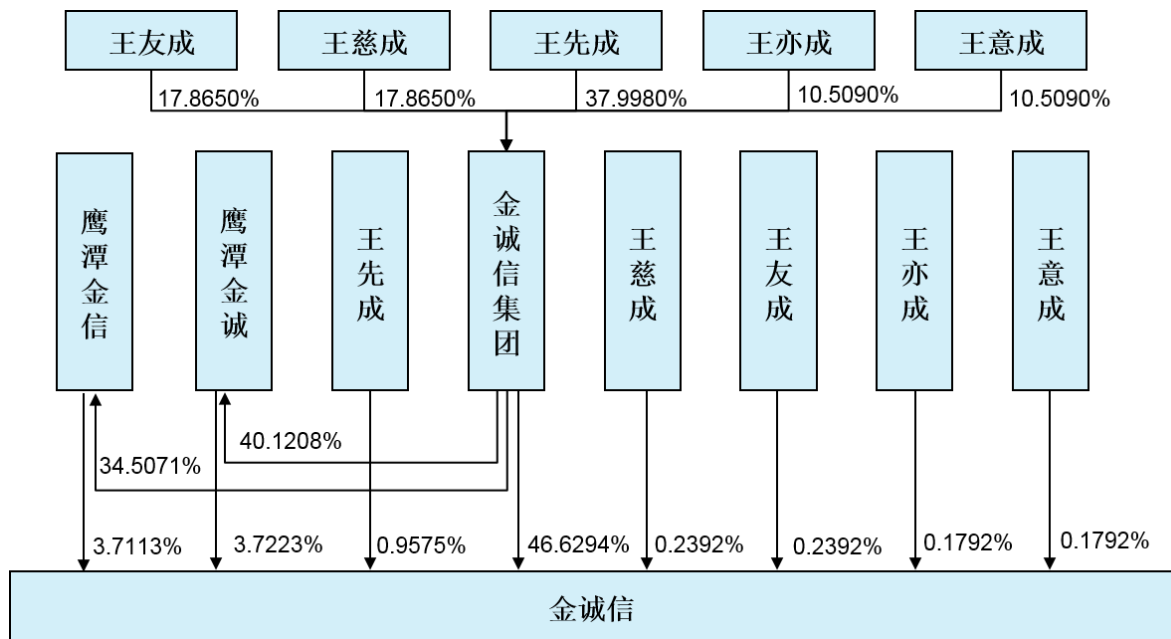 王友成
王慈成
王先成
王亦成
王意成
17.8650%
17.8650%
37.9980%
10.5090%
10.5090%
鹰潭金信
鹰潭金诚
王先成
金诚信集团
王慈成
王友成
王亦成
王意成
40.1208%
34.5071%
3.7113%
3.7223%
0.9575%
46.6294%
0.2392%
0.2392%
0.1792%
0.1792%
金诚信